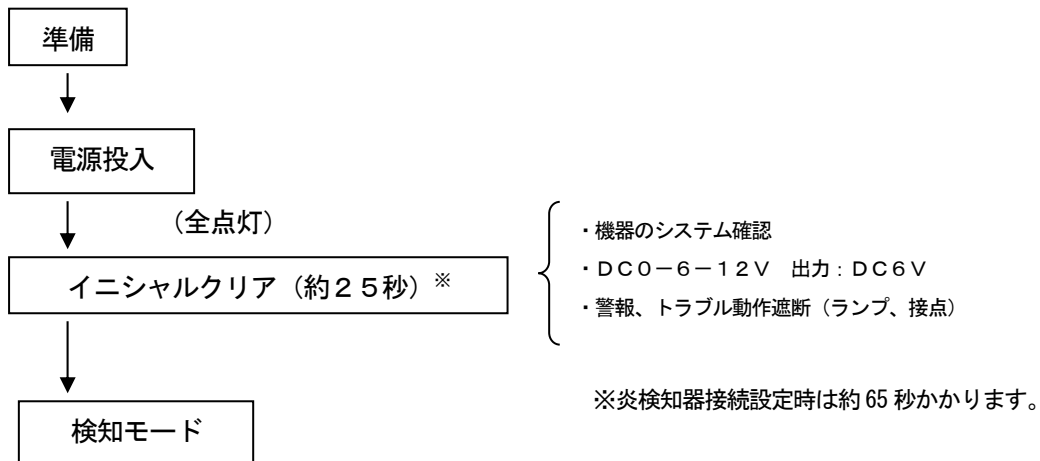 準備
電源投入
（全点灯）
イニシャルクリア（約２５秒）※
・機器のシステム確認
・ＤＣ０－６－１２Ｖ　出力：ＤＣ６Ｖ
・警報、トラブル動作遮断（ランプ、接点）
※炎検知器接続設定時は約65秒かかります。
検知モード